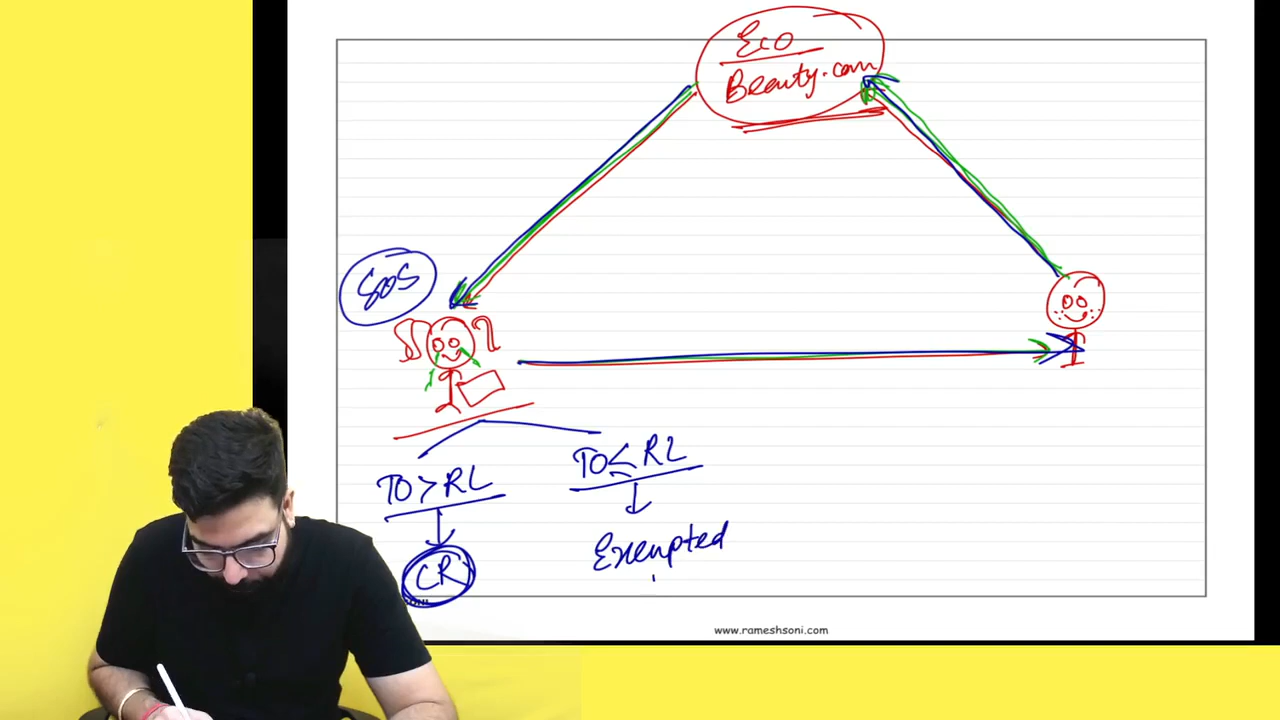 Eco
Beauty.com
SOS
TO > RL
TO ≤ RL
CR
Exempted
www.rameshsoni.com